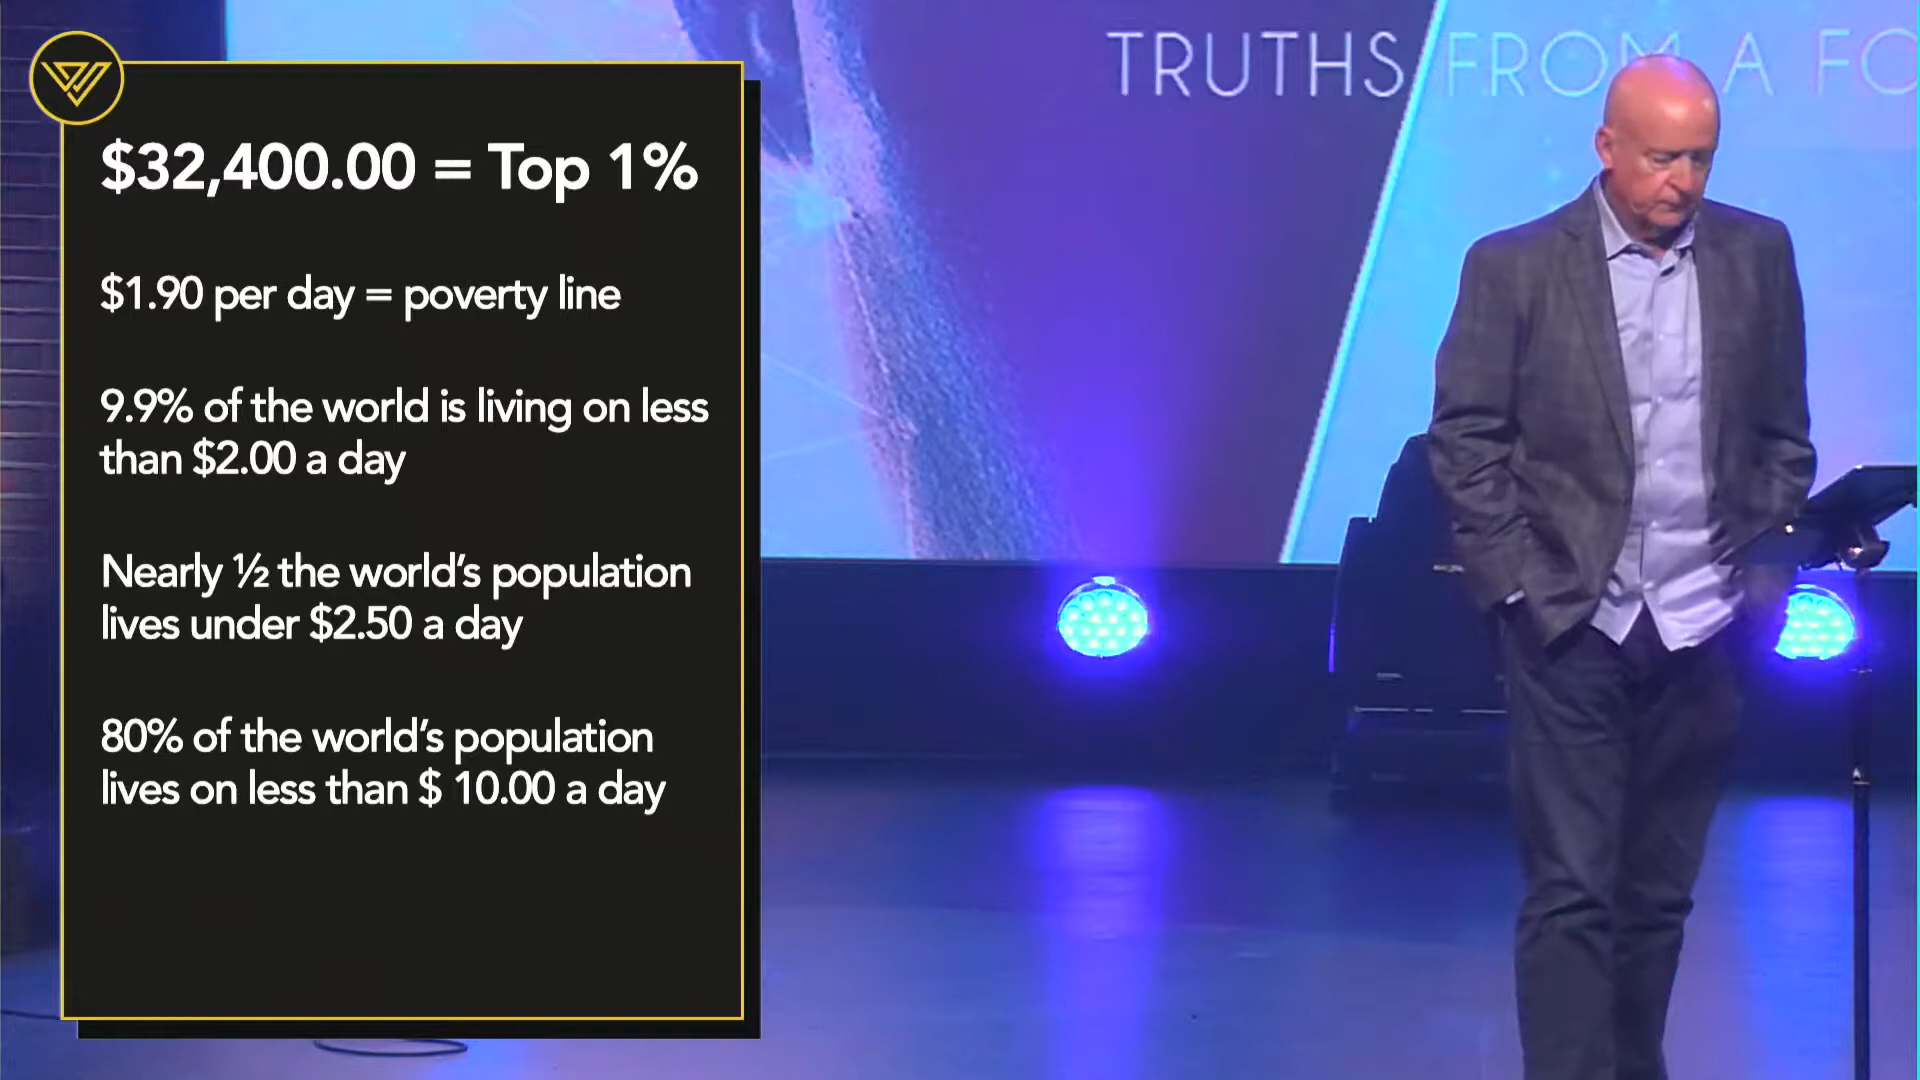 TRUTHS FROM A FO
$32,400.00 = Top 1%
$1.90 per day = poverty line
9.9% of the world is living on less
than $2.00 a day
Nearly ½ the world's population
lives under $2.50 a day
80% of the world's population
lives on less than $ 10.00 a day